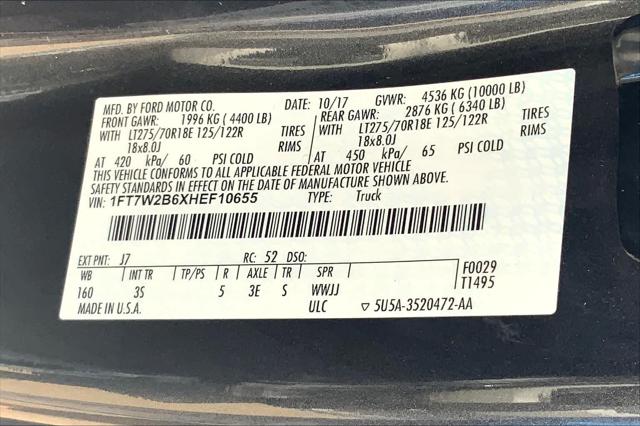 MFD. BY FORD MOTOR CO. DATE: 10/17 GVWR: 4536 KG (10000 LB)
FRONT GAWR: 1996 KG (4400 LB) REAR GAWR: 2876 KG (6340 LB)
WITH LT275/70R18E 125/122R TIRES WITH LT275/70R18E 125/122R TIRES
18x8.0J RIMS 18x8.0J RIMS
AT 420 kPa/ 60 PSI COLD AT 450 kPa/ 65 PSI COLD
THIS VEHICLE CONFORMS TO ALL APPLICABLE FEDERAL MOTOR VEHICLE
SAFETY STANDARDS IN EFFECT ON THE DATE OF MANUFACTURE SHOWN ABOVE.
VIN: 1FT7W2B6XHEF10655 TYPE: Truck
EXT PNT: J7 RC: 52 DSO:
WB INT TR TP/PS R AXLE TR SPR F0029
160 3S 5 3E S WWJJ T1495
MADE IN U.S.A. ULC ▽ 5U5A-3520472-AA